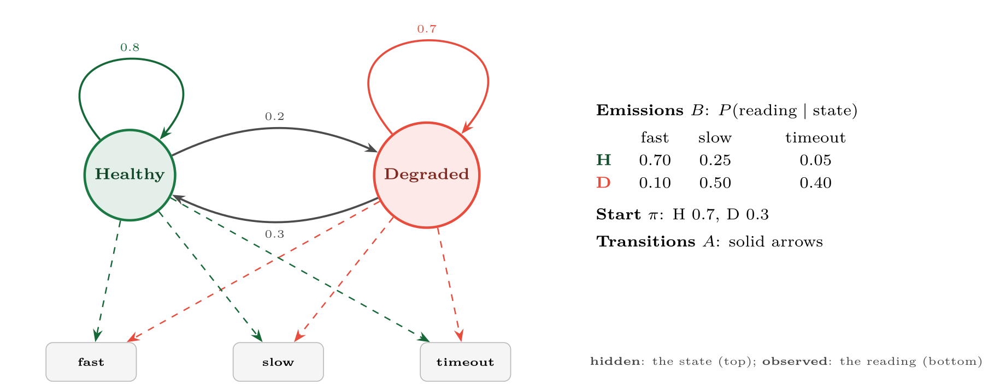 0.7
0.8
0.2
Healthy
Degraded
0.3
fast
slow
timeout
Emissions B: P(reading | state)
fast slow timeout
H 0.70 0.25 0.05
D 0.10 0.50 0.40
Start π: H 0.7, D 0.3
Transitions A: solid arrows
hidden: the state (top); observed: the reading (bottom)